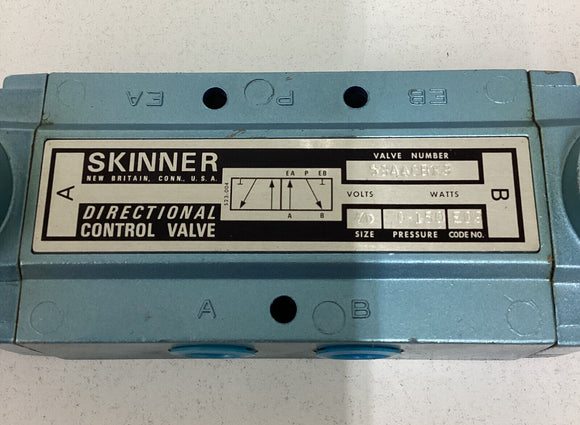 EA P EB
A
SKINNER
NEW BRITAIN, CONN. U.S.A.
DIRECTIONAL
CONTROL VALVE
EA P EB
A B
VALVE NUMBER
VOLTS WATTS
SIZE PRESSURE CODE NO.
B
A B